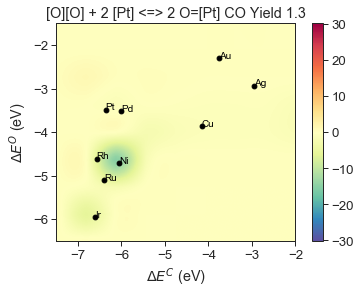 [O][O] + 2 [Pt] <=> 2 O=[Pt] CO Yield 1.3
ΔE^O (eV)
−2
−3
−4
−5
−6
Au
Ag
Pt
Pd
Cu
Rh
Ni
Ru
Ir
−7
−6
−5
−4
−3
−2
ΔE^C (eV)
30
20
10
0
−10
−20
−30